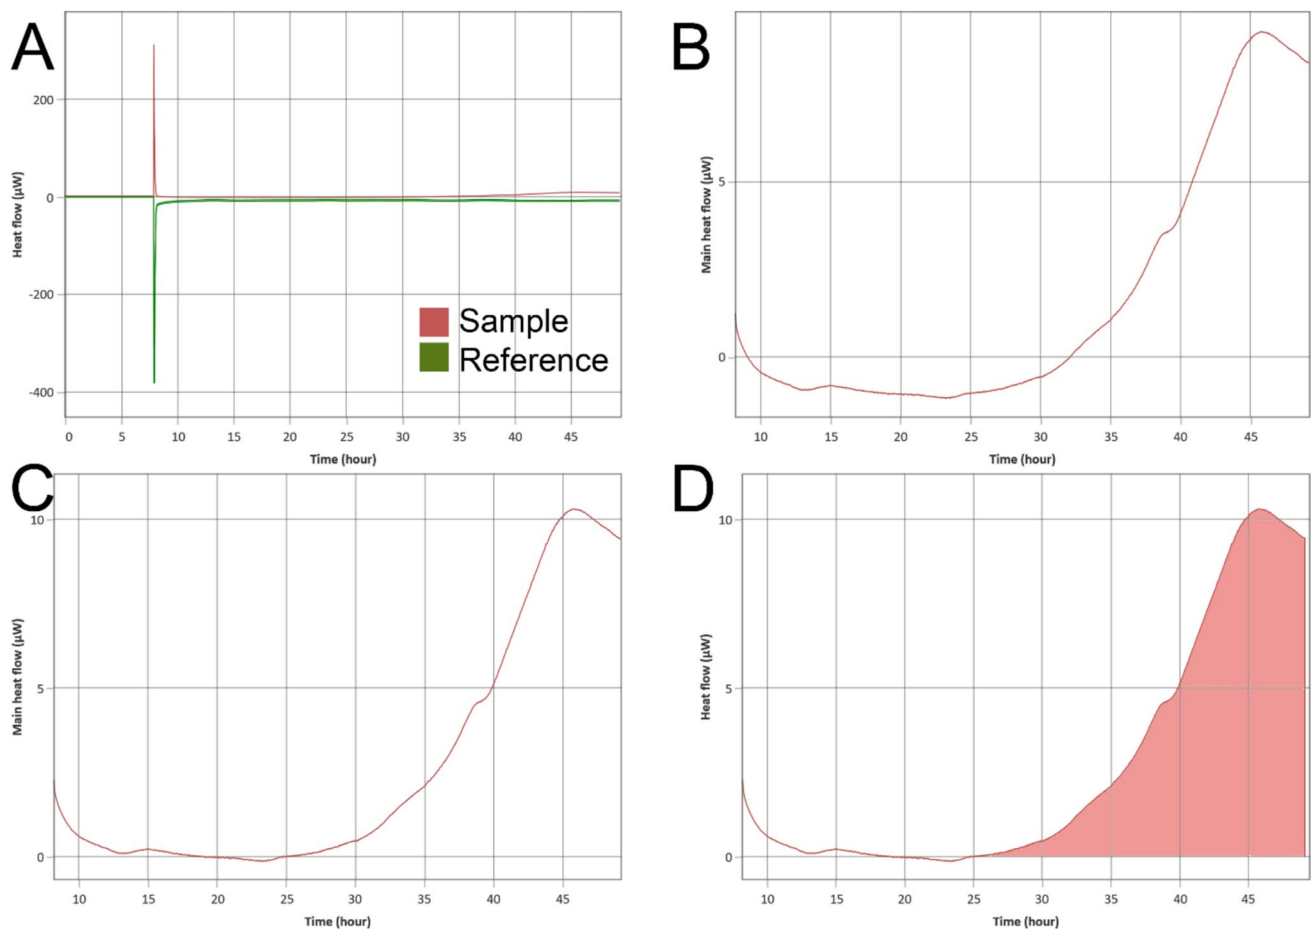 A
Heat flow (µW)
200
0
-200
-400
Sample
Reference
0 5 10 15 20 25 30 35 40 45
Time (hour)
B
Main heat flow (µW)
5
0
10 15 20 25 30 35 40 45
Time (hour)
C
Main heat flow (µW)
10
5
0
10 15 20 25 30 35 40 45
Time (hour)
D
Heat flow (µW)
10
5
0
10 15 20 25 30 35 40 45
Time (hour)